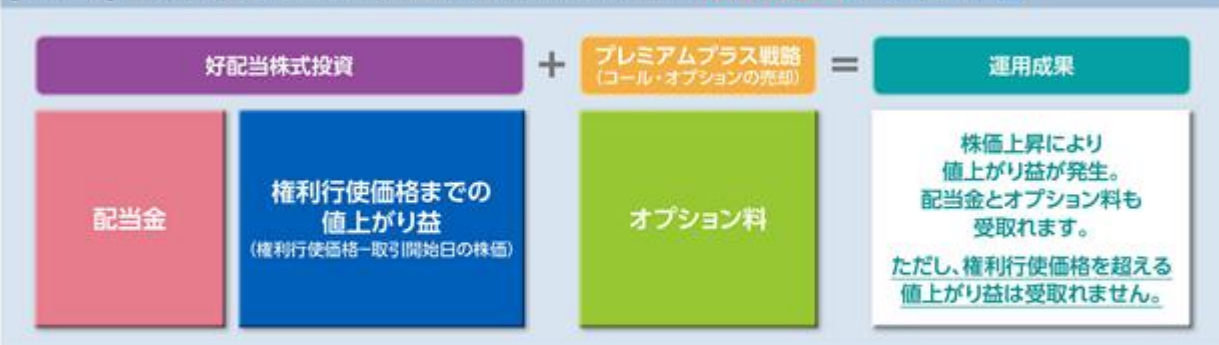 好配当株式投資
+
プレミアムプラス戦略
(コール・オプションの売却)
=
運用成果
配当金
権利行使価格までの
値上がり益
(権利行使価格−取引開始日の株価)
オプション料
株価上昇により
値上がり益が発生。
配当金とオプション料も
受取れます。
ただし、権利行使価格を超える
値上がり益は受取れません。